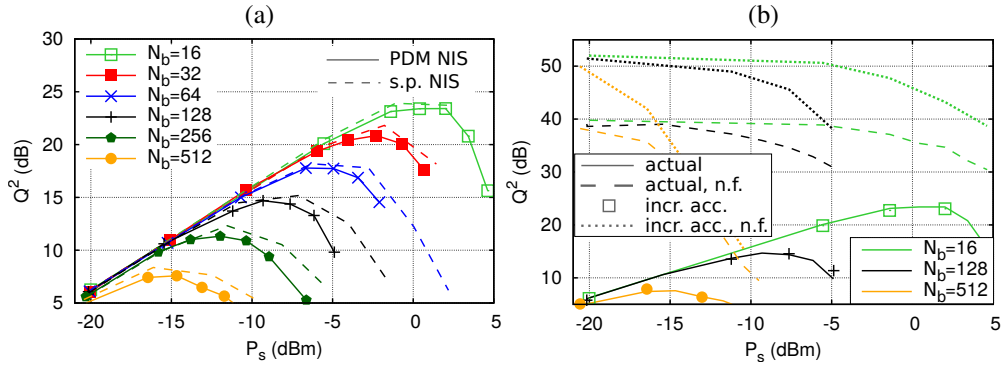 (a)
30
25
20
15
10
5
Q² (dB)
-20 -15 -10 -5 0 5
P_s (dBm)
N_b=16
N_b=32
N_b=64
N_b=128
N_b=256
N_b=512
PDM NIS
s.p. NIS
(b)
50
40
30
20
10
Q² (dB)
-20 -15 -10 -5 0 5
P_s (dBm)
actual
actual, n.f.
incr. acc.
incr. acc., n.f.
N_b=16
N_b=128
N_b=512